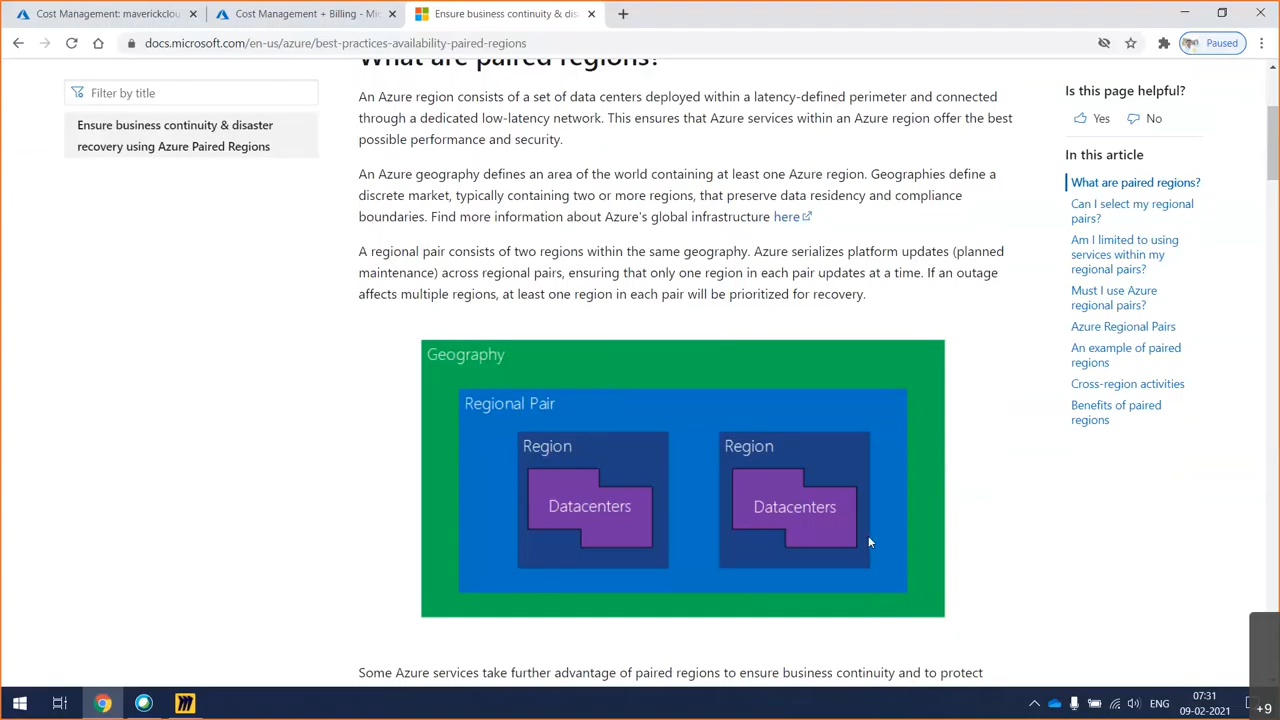 Cost Management: maverickclou
Cost Management + Billing - Mi
Ensure business continuity & dis
docs.microsoft.com/en-us/azure/best-practices-availability-paired-regions
Paused
What are paired regions?
Filter by title
Ensure business continuity & disaster
recovery using Azure Paired Regions
An Azure region consists of a set of data centers deployed within a latency-defined perimeter and connected
through a dedicated low-latency network. This ensures that Azure services within an Azure region offer the best
possible performance and security.
An Azure geography defines an area of the world containing at least one Azure region. Geographies define a
discrete market, typically containing two or more regions, that preserve data residency and compliance
boundaries. Find more information about Azure's global infrastructure here
A regional pair consists of two regions within the same geography. Azure serializes platform updates (planned
maintenance) across regional pairs, ensuring that only one region in each pair updates at a time. If an outage
affects multiple regions, at least one region in each pair will be prioritized for recovery.
Geography
Regional Pair
Region
Datacenters
Region
Datacenters
Some Azure services take further advantage of paired regions to ensure business continuity and to protect
Is this page helpful?
Yes
No
In this article
What are paired regions?
Can I select my regional
pairs?
Am I limited to using
services within my
regional pairs?
Must I use Azure
regional pairs?
Azure Regional Pairs
An example of paired
regions
Cross-region activities
Benefits of paired
regions
ENG
07:31
09-02-2021
+9